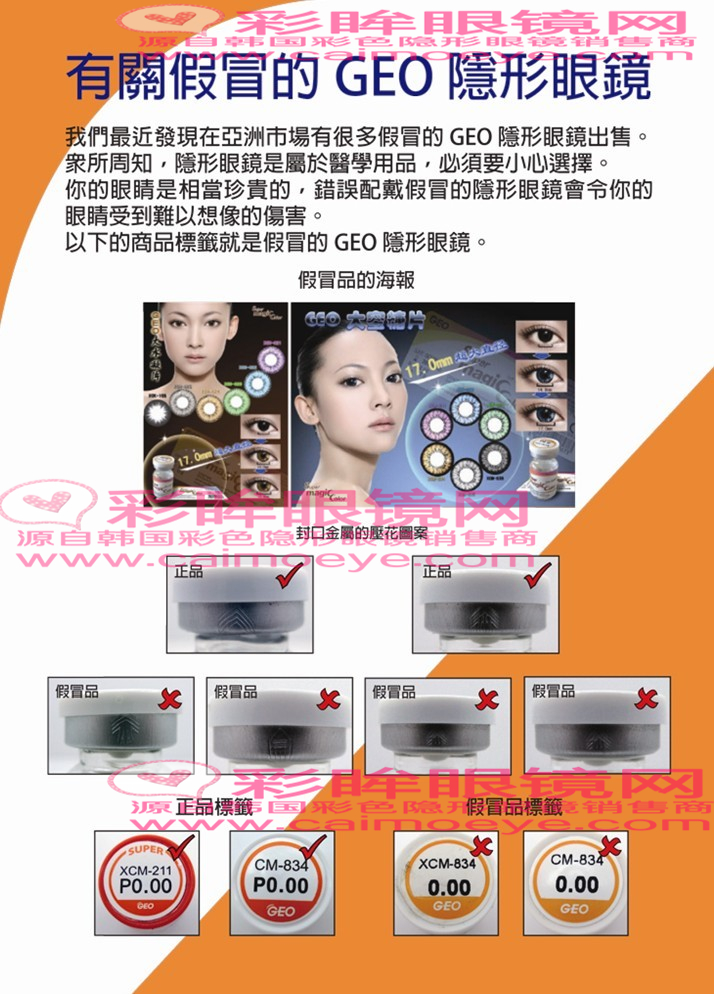 彩眸眼镜网
源自韩国彩色隐形眼镜销售商
www.caimoeye.com
有關假冒的 GEO 隱形眼鏡
我們最近發現在亞洲市場有很多假冒的 GEO 隱形眼鏡出售。
衆所周知，隱形眼鏡是屬於醫學用品，必須要小心選擇。
你的眼睛是相當珍貴的，錯誤配戴假冒的隱形眼鏡會令你的
眼睛受到難以想像的傷害。
以下的商品標籤就是假冒的 GEO 隱形眼鏡。
假冒品的海報
GEO
17.0mm
magic Color
17.0mm
magic Color
彩眸眼镜网
源自韩国彩色隐形眼镜销售商
www.caimoeye.com
封口金屬的壓花圖案
正品
正品
假冒品
假冒品
假冒品
假冒品
彩眸眼镜网
源自韩国彩色隐形眼镜销售商
www.caimoeye.com
正品標籤
假冒品標籤
SUPER
XCM-211
P0.00
GEO
CM-834
P0.00
GEO
XCM-834
0.00
GEO
CM-834
0.00
GEO